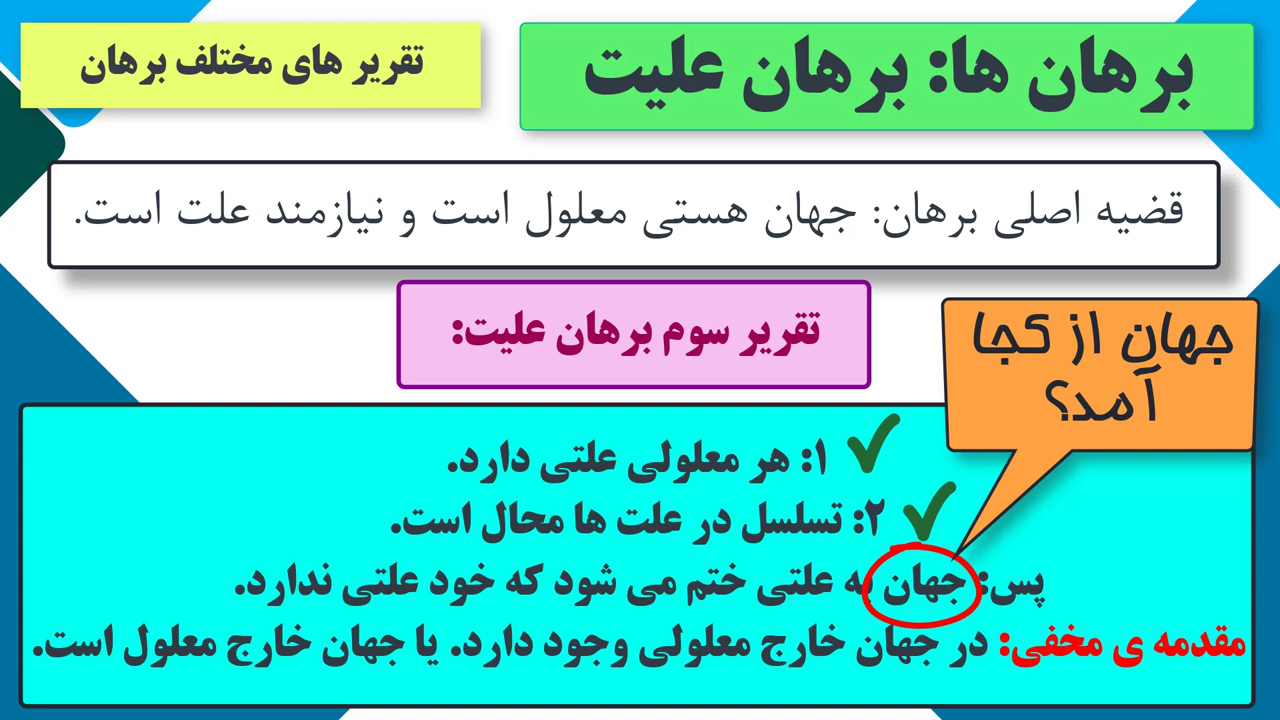 برهان ها: برهان علیت
تقریر های مختلف برهان
قضیه اصلی برهان: جهان هستی معلول است و نیازمند علت است.
تقریر سوم برهان علیت:
جهان از کجا
آمد؟
۱: هر معلولی علتی دارد.
۲: تسلسل در علت ها محال است.
پس: جهان به علتی ختم می شود که خود علتی ندارد.
مقدمه ی مخفی: در جهان خارج معلولی وجود دارد. یا جهان خارج معلول است.